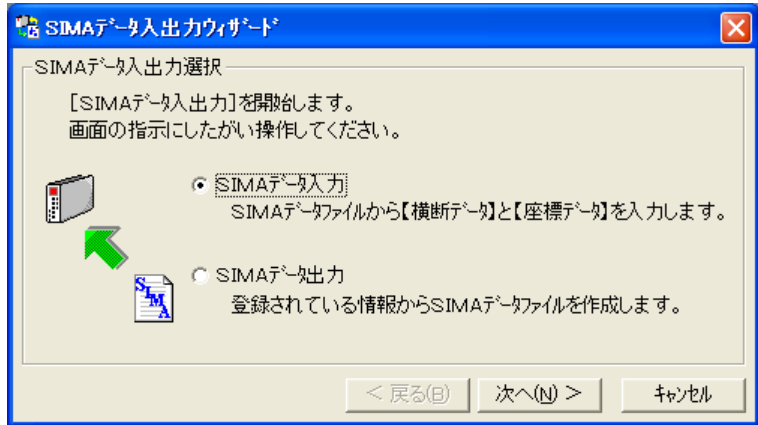 SIMAﾃﾞｰﾀ入出力ｳｨｻﾞｰﾄﾞ
SIMAﾃﾞｰﾀ入出力選択
[SIMAﾃﾞｰﾀ入出力]を開始します。
画面の指示にしたがい操作してください。
SIMAﾃﾞｰﾀ入力
SIMAﾃﾞｰﾀﾌｧｲﾙから【横断ﾃﾞｰﾀ】と【座標ﾃﾞｰﾀ】を入力します。
SIMA
SIMAﾃﾞｰﾀ出力
登録されている情報からSIMAﾃﾞｰﾀﾌｧｲﾙを作成します。
< 戻る(B) 次へ(N) > ｷｬﾝｾﾙ